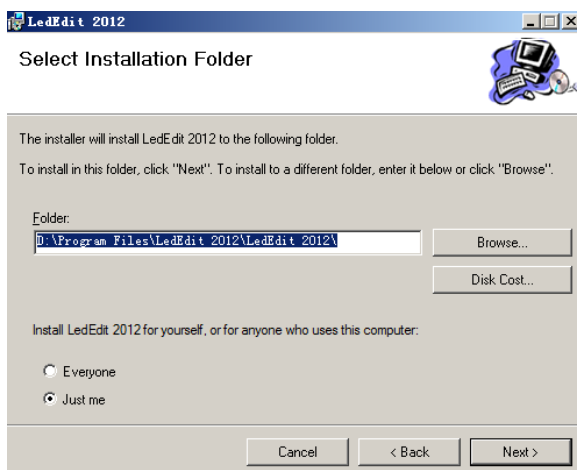 LedEdit 2012
Select Installation Folder
The installer will install LedEdit 2012 to the following folder.
To install in this folder, click "Next". To install to a different folder, enter it below or click "Browse".
Folder:
D:\Program Files\LedEdit 2012\LedEdit 2012\
Browse...
Disk Cost...
Install LedEdit 2012 for yourself, or for anyone who uses this computer:
Everyone
Just me
Cancel
< Back
Next >